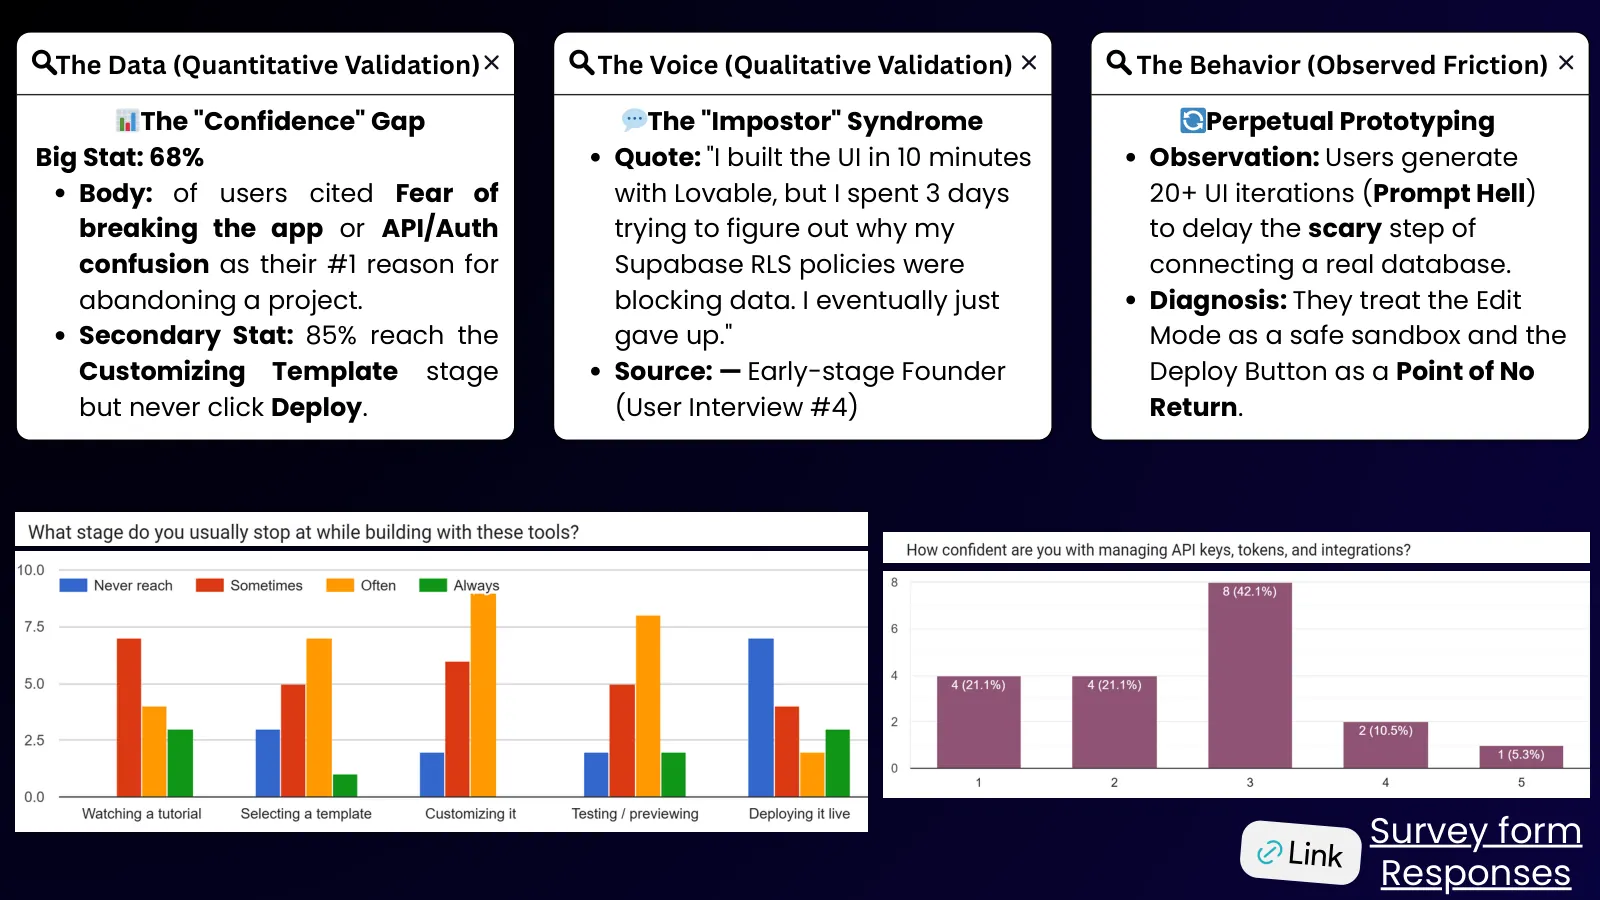 The Data (Quantitative Validation)
The "Confidence" Gap
Big Stat: 68%
• Body: of users cited Fear of
breaking the app or API/Auth
confusion as their #1 reason for
abandoning a project.
• Secondary Stat: 85% reach the
Customizing Template stage
but never click Deploy.
The Voice (Qualitative Validation)
The "Impostor" Syndrome
• Quote: "I built the UI in 10 minutes
with Lovable, but I spent 3 days
trying to figure out why my
Supabase RLS policies were
blocking data. I eventually just
gave up."
• Source: — Early-stage Founder
(User Interview #4)
The Behavior (Observed Friction)
Perpetual Prototyping
• Observation: Users generate
20+ UI iterations (Prompt Hell)
to delay the scary step of
connecting a real database.
• Diagnosis: They treat the Edit
Mode as a safe sandbox and the
Deploy Button as a Point of No
Return.
What stage do you usually stop at while building with these tools?
10.0
Never reach Sometimes Often Always
7.5
5.0
2.5
0.0
Watching a tutorial Selecting a template Customizing it Testing / previewing Deploying it live
How confident are you with managing API keys, tokens, and integrations?
8
6
4
2
0
8 (42.1%)
4 (21.1%) 4 (21.1%)
2 (10.5%)
1 (5.3%)
1 2 3 4 5
Link
Survey form
Responses